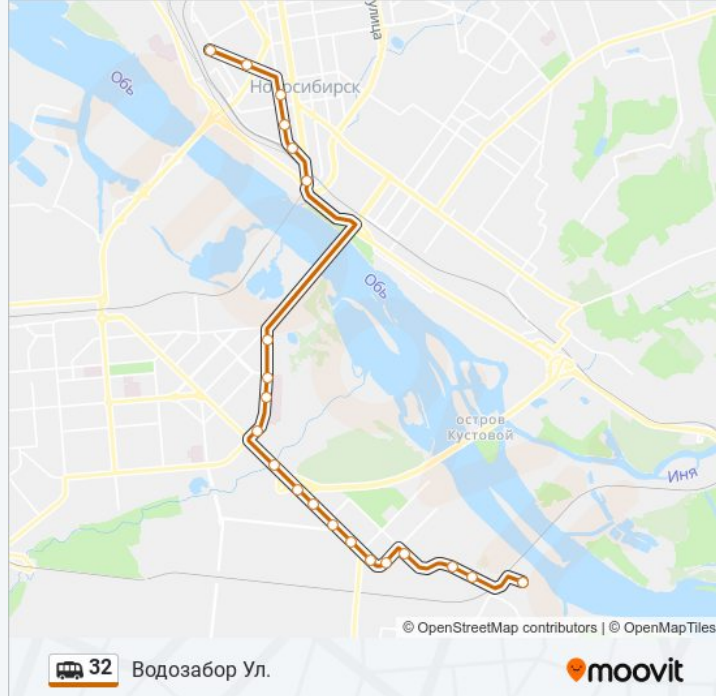 улица
Обь
Новосибирск
Обь
остров
Кустовой
Иня
© OpenStreetMap contributors | © OpenMapTiles
32 Водозабор Ул.
moovit